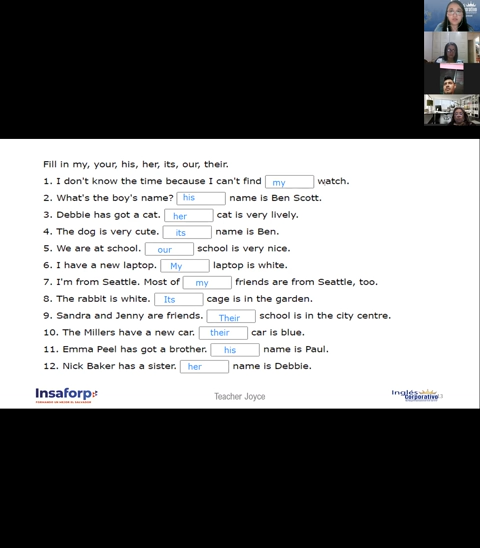 Fill in my, your, his, her, its, our, their.
1. I don't know the time because I can't find my watch.
2. What's the boy's name? his name is Ben Scott.
3. Debbie has got a cat. her cat is very lively.
4. The dog is very cute. its name is Ben.
5. We are at school. our school is very nice.
6. I have a new laptop. My laptop is white.
7. I'm from Seattle. Most of my friends are from Seattle, too.
8. The rabbit is white. Its cage is in the garden.
9. Sandra and Jenny are friends. Their school is in the city centre.
10. The Millers have a new car. their car is blue.
11. Emma Peel has got a brother. his name is Paul.
12. Nick Baker has a sister. her name is Debbie.
Insaforp
Teacher Joyce
Inglés
Corporativo